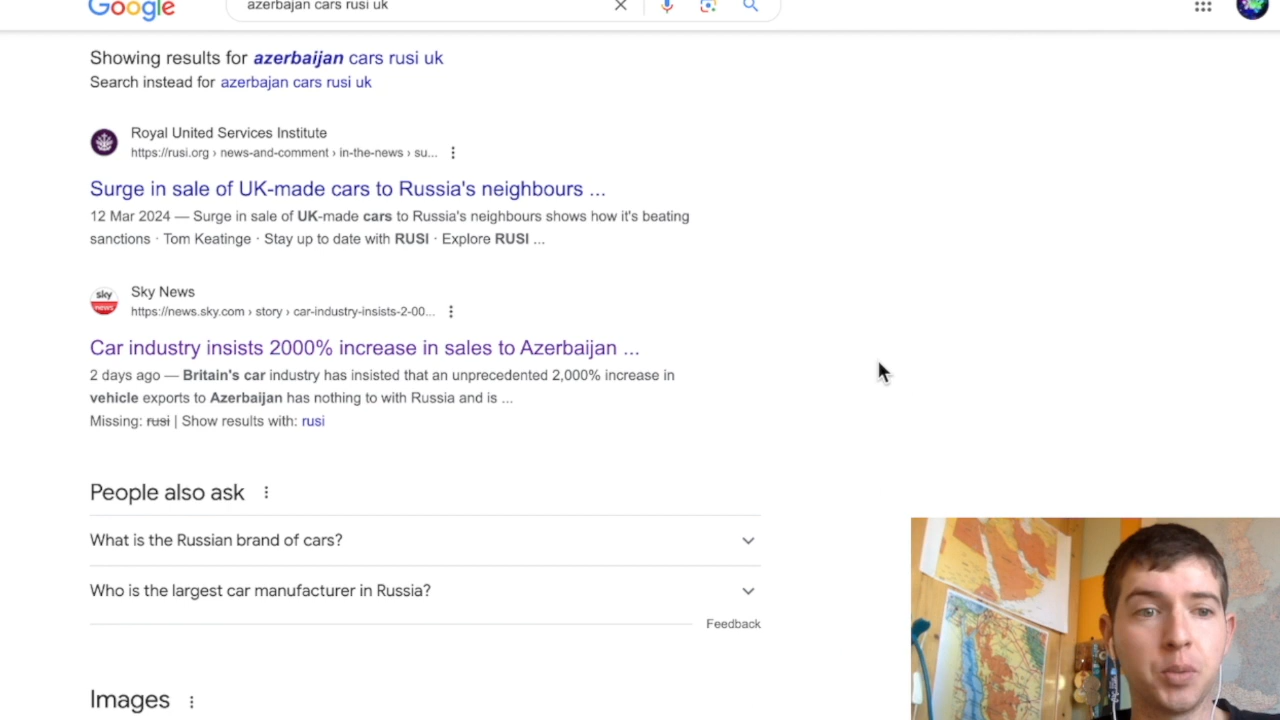 Google
azerbajan cars rusi uk
Showing results for azerbaijan cars rusi uk
Search instead for azerbajan cars rusi uk
Royal United Services Institute
https://rusi.org › news-and-comment › in-the-news › su...
Surge in sale of UK-made cars to Russia's neighbours ...
12 Mar 2024 — Surge in sale of UK-made cars to Russia's neighbours shows how it's beating
sanctions · Tom Keatinge · Stay up to date with RUSI · Explore RUSI ...
sky
news
Sky News
https://news.sky.com › story › car-industry-insists-2-00...
Car industry insists 2000% increase in sales to Azerbaijan ...
2 days ago — Britain's car industry has insisted that an unprecedented 2,000% increase in
vehicle exports to Azerbaijan has nothing to with Russia and is ...
Missing: rusi | Show results with: rusi
People also ask
What is the Russian brand of cars?
Who is the largest car manufacturer in Russia?
Feedback
Images